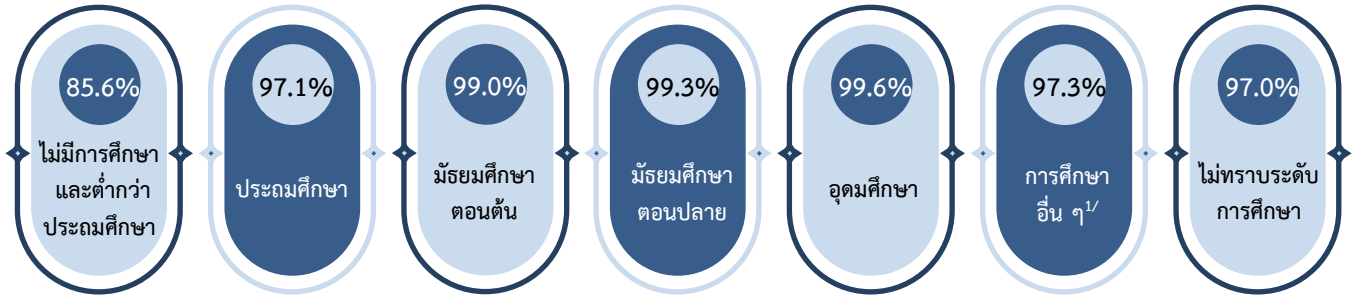 85.6%
ไม่มีการศึกษา
และต่ำกว่า
ประถมศึกษา
97.1%
ประถมศึกษา
99.0%
มัธยมศึกษา
ตอนต้น
99.3%
มัธยมศึกษา
ตอนปลาย
99.6%
อุดมศึกษา
97.3%
การศึกษา
อื่น ๆ1/
97.0%
ไม่ทราบระดับ
การศึกษา